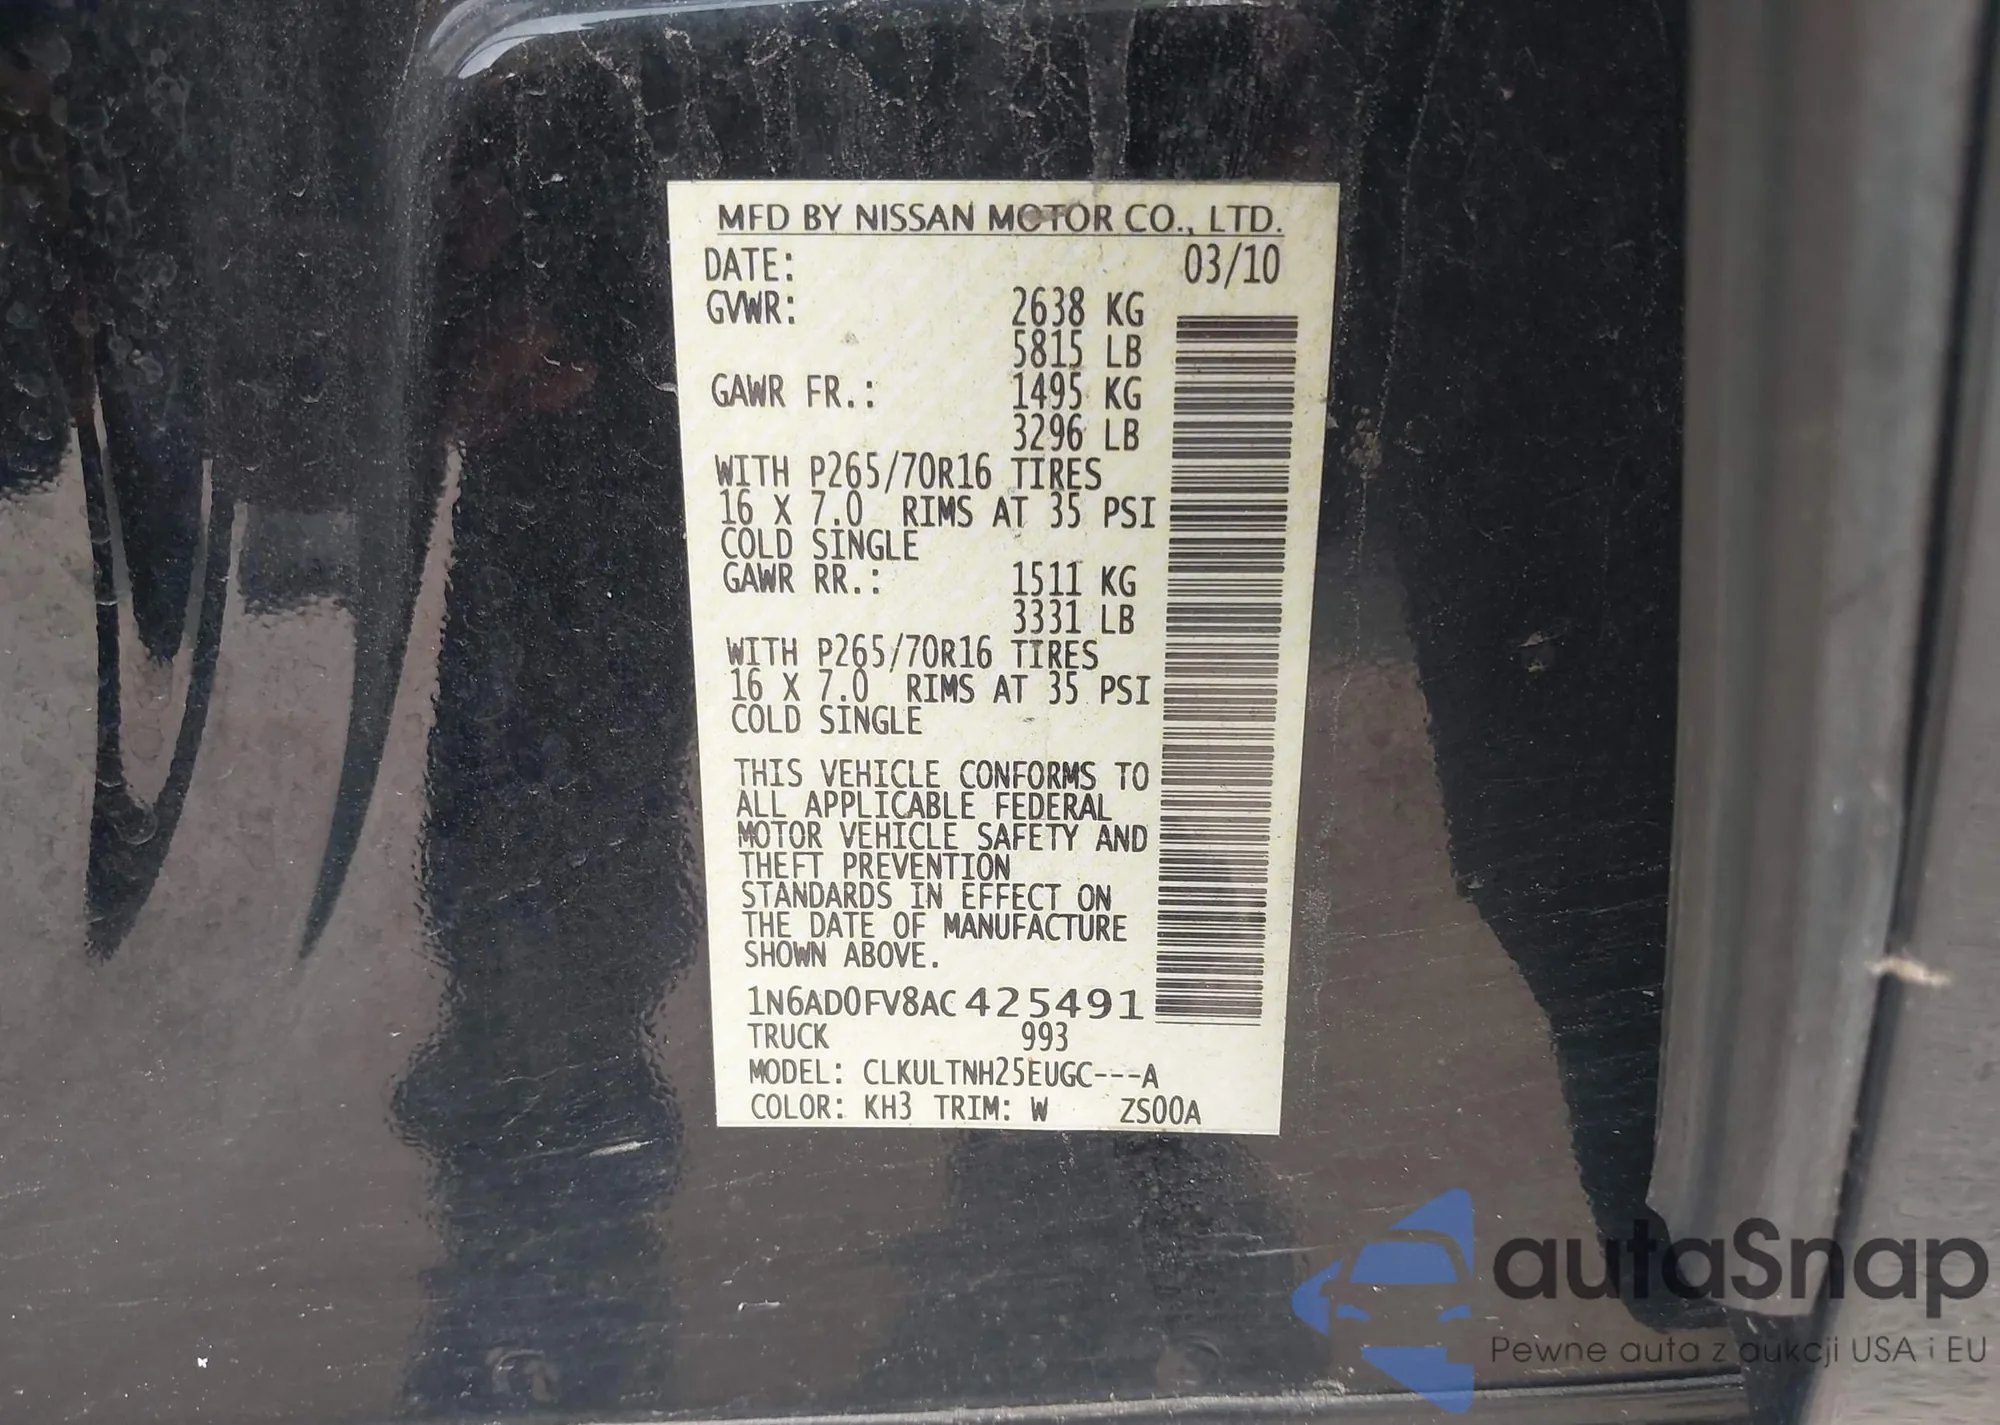 MFD BY NISSAN MOTOR CO., LTD.
DATE: 03/10
GVWR: 2638 KG
5815 LB
GAWR FR.: 1495 KG
3296 LB
WITH P265/70R16 TIRES
16 X 7.0 RIMS AT 35 PSI
COLD SINGLE
GAWR RR.: 1511 KG
3331 LB
WITH P265/70R16 TIRES
16 X 7.0 RIMS AT 35 PSI
COLD SINGLE
THIS VEHICLE CONFORMS TO
ALL APPLICABLE FEDERAL
MOTOR VEHICLE SAFETY AND
THEFT PREVENTION
STANDARDS IN EFFECT ON
THE DATE OF MANUFACTURE
SHOWN ABOVE.
1N6AD0FV8AC425491
TRUCK 993
MODEL: CLKULTNH25EUGC---A
COLOR: KH3 TRIM: W ZS00A
autaSnap
Pewne auta z aukcji USA i EU